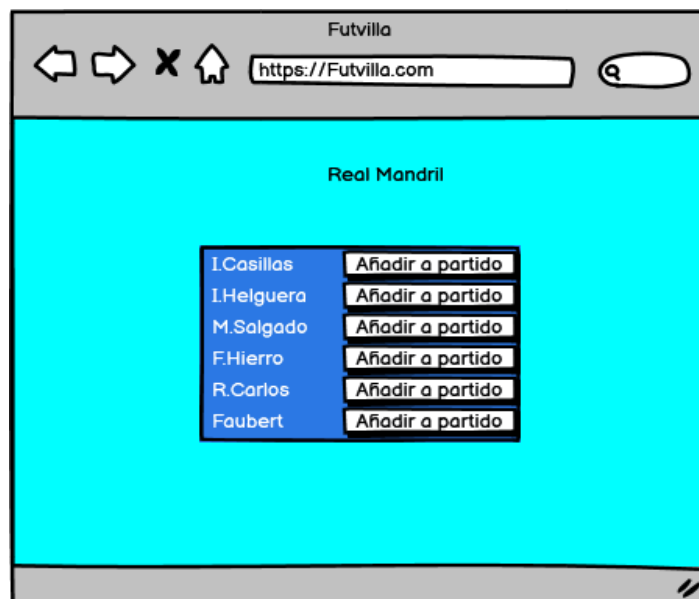 Futvilla
https://Futvilla.com
Real Mandril
I.Casillas Añadir a partido
I.Helguera Añadir a partido
M.Salgado Añadir a partido
F.Hierro Añadir a partido
R.Carlos Añadir a partido
Faubert Añadir a partido